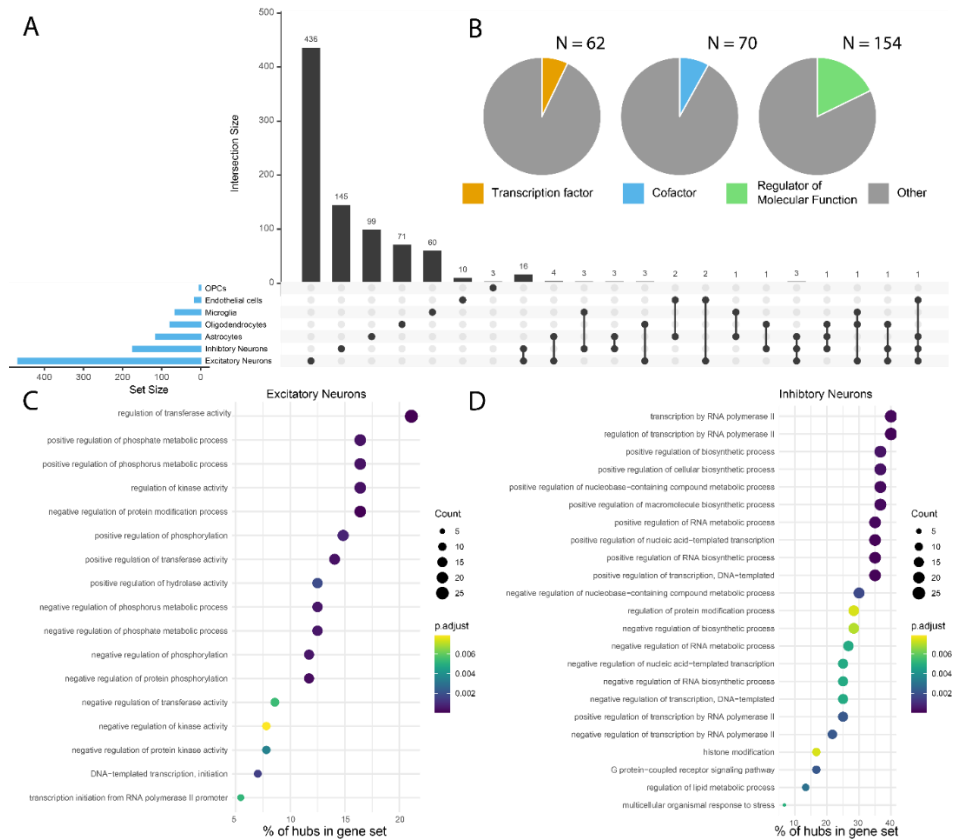 A
B
N = 62
N = 70
N = 154
Transcription factor
Cofactor
Regulator of
Molecular Function
Other
Intersection Size
500
400
300
200
100
0
436
145
99
71
60
10
3
16
4
3
3
3
2
2
1
1
3
1
1
1
1
OPCs
Endothelial cells
Microglie
Oligodendrocytes
Astrocytes
Inhibtory Neurons
Excitatory Neurons
400 300 200 100 0
Set Size
C
Excitatory Neurons
regulation of transferase activity
positive regulation of phosphate metabolic process
positive regulation of phosphorus metabolic process
regulation of kinase activity
negative regulation of protein modification process
positive regulation of phosphorylation
positive regulation of transferase activity
positive regulation of hydrolase activity
negative regulation of phosphorus metabolic process
negative regulation of phosphate metabolic process
negative regulation of phosphorylation
negative regulation of protein phosphorylation
negative regulation of transferase activity
negative regulation of kinase activity
negative regulation of protein kinase activity
DNA-templated transcription, initiation
transcription initiation from RNA polymerase II promoter
5 10 15 20
% of hubs in gene set
Count
5
10
15
20
25
p.adjust
0.006
0.004
0.002
D
Inhibtory Neurons
transcription by RNA polymerase II
regulation of transcription by RNA polymerase II
positive regulation of biosynthetic process
positive regulation of cellular biosynthetic process
positive regulation of nucleobase-containing compound metabolic process
positive regulation of macromolecule biosynthetic process
positive regulation of RNA metabolic process
positive regulation of nucleic acid-templated transcription
positive regulation of RNA biosynthetic process
positive regulation of transcription, DNA-templated
negative regulation of nucleobase-containing compound metabolic process
regulation of protein modification process
negative regulation of biosynthetic process
negative regulation of RNA metabolic process
negative regulation of nucleic acid-templated transcription
negative regulation of RNA biosynthetic process
negative regulation of transcription, DNA-templated
positive regulation of transcription by RNA polymerase II
negative regulation of transcription by RNA polymerase II
histone modification
G protein-coupled receptor signaling pathway
regulation of lipid metabolic process
multicellular organismal response to stress
10 20 30 40
% of hubs in gene set
Count
5
10
15
20
25
p.adjust
0.006
0.004
0.002